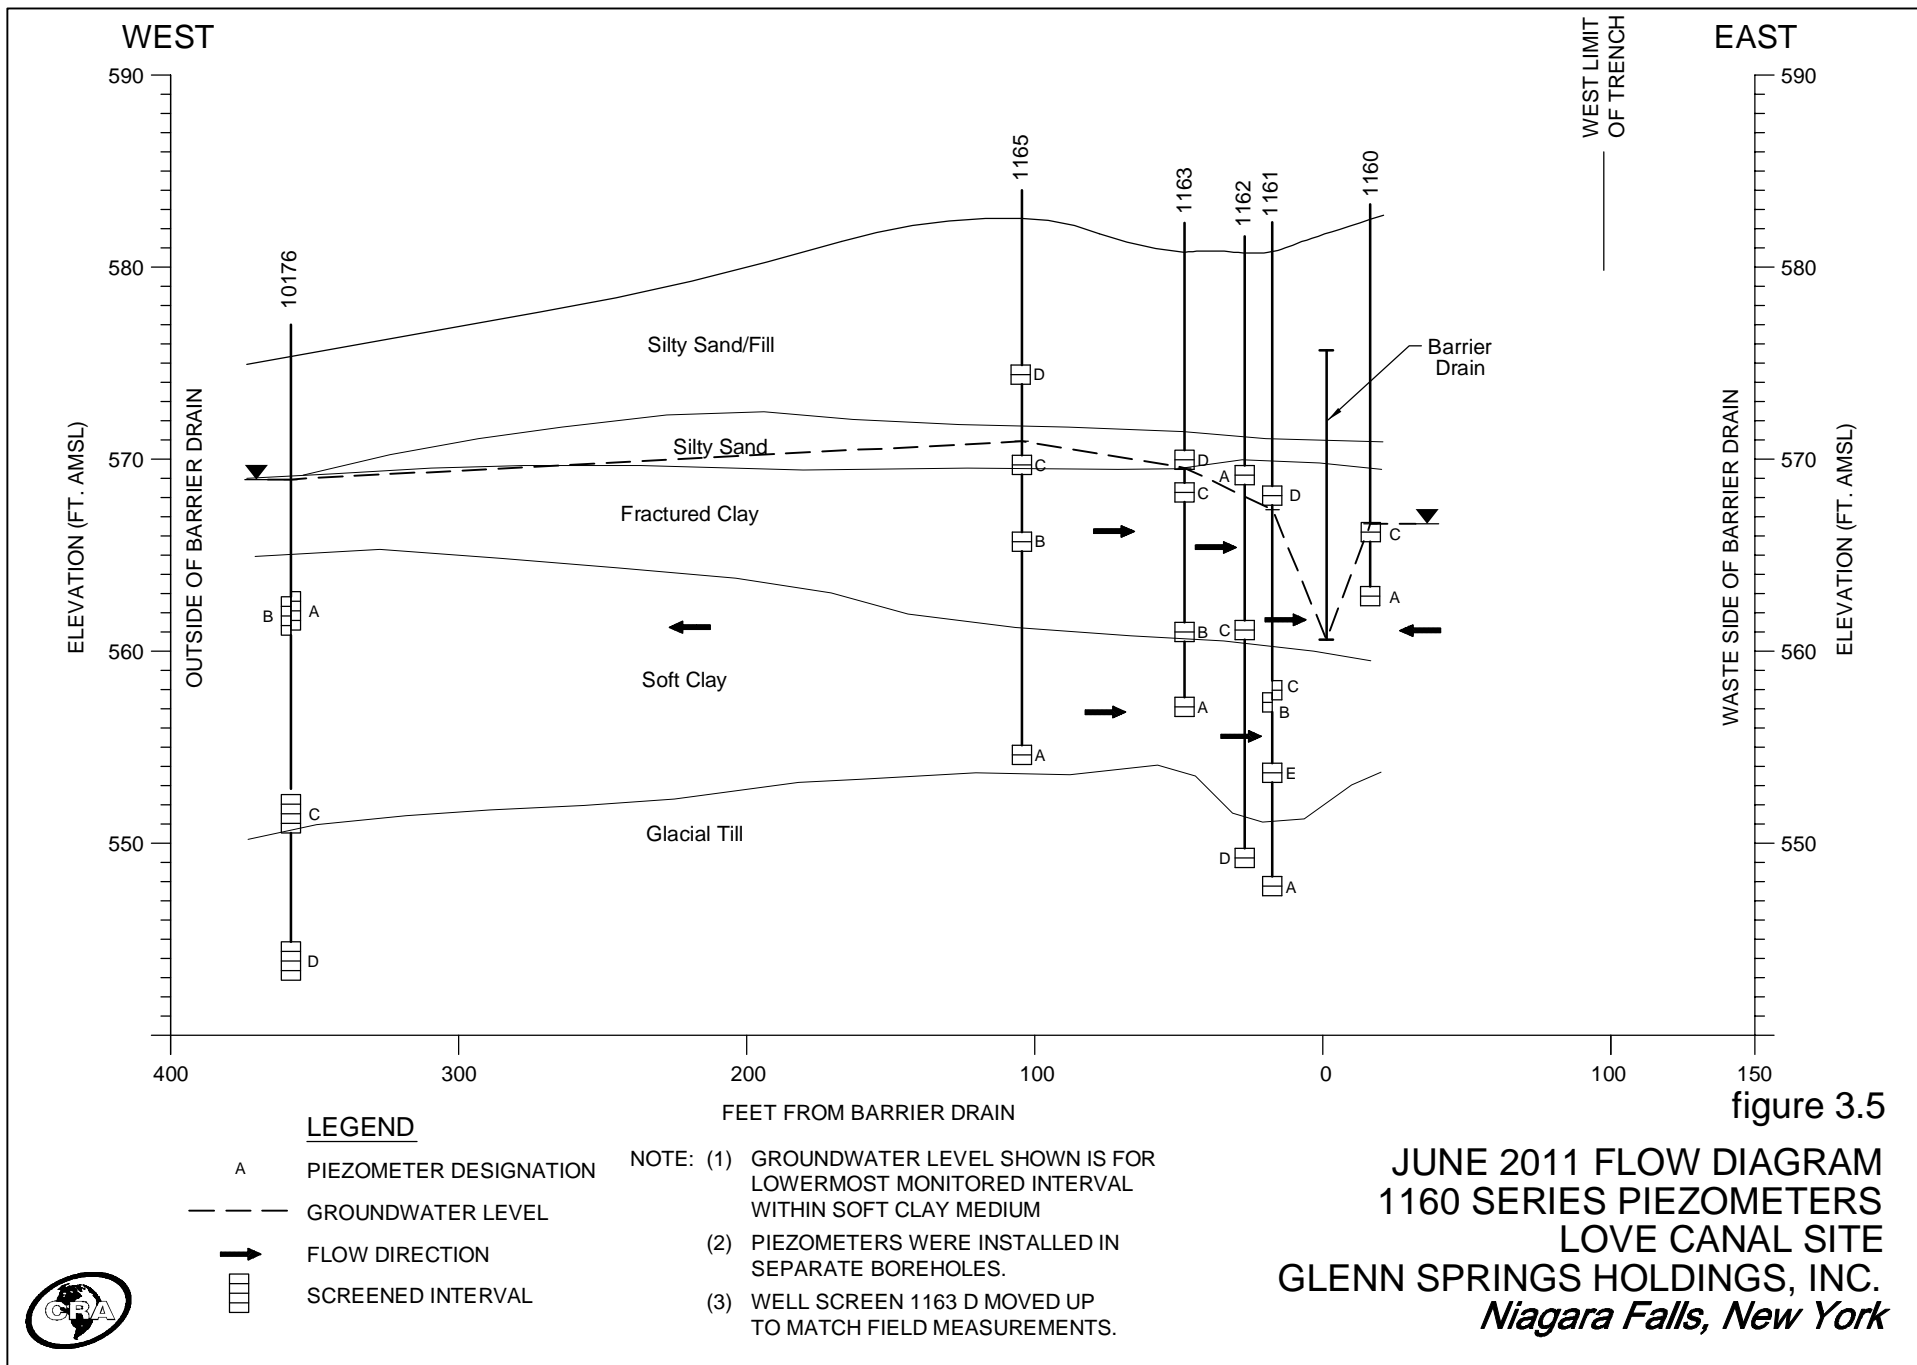 WEST
EAST
WEST LIMIT
OF TRENCH
590
590
580
580
570
570
560
560
550
550
ELEVATION (FT. AMSL)
OUTSIDE OF BARRIER DRAIN
WASTE SIDE OF BARRIER DRAIN
ELEVATION (FT. AMSL)
10176
1165
1163
1162
1161
1160
Silty Sand/Fill
Barrier
Drain
Silty Sand
Fractured Clay
Soft Clay
Glacial Till
B
A
C
D
D
C
B
A
D
C
B
A
A
C
D
D
C
B
E
A
C
A
400
300
200
100
0
100
150
FEET FROM BARRIER DRAIN
LEGEND
A PIEZOMETER DESIGNATION
GROUNDWATER LEVEL
FLOW DIRECTION
SCREENED INTERVAL
NOTE: (1) GROUNDWATER LEVEL SHOWN IS FOR
LOWERMOST MONITORED INTERVAL
WITHIN SOFT CLAY MEDIUM
(2) PIEZOMETERS WERE INSTALLED IN
SEPARATE BOREHOLES.
(3) WELL SCREEN 1163 D MOVED UP
TO MATCH FIELD MEASUREMENTS.
figure 3.5
JUNE 2011 FLOW DIAGRAM
1160 SERIES PIEZOMETERS
LOVE CANAL SITE
GLENN SPRINGS HOLDINGS, INC.
Niagara Falls, New York
CRA